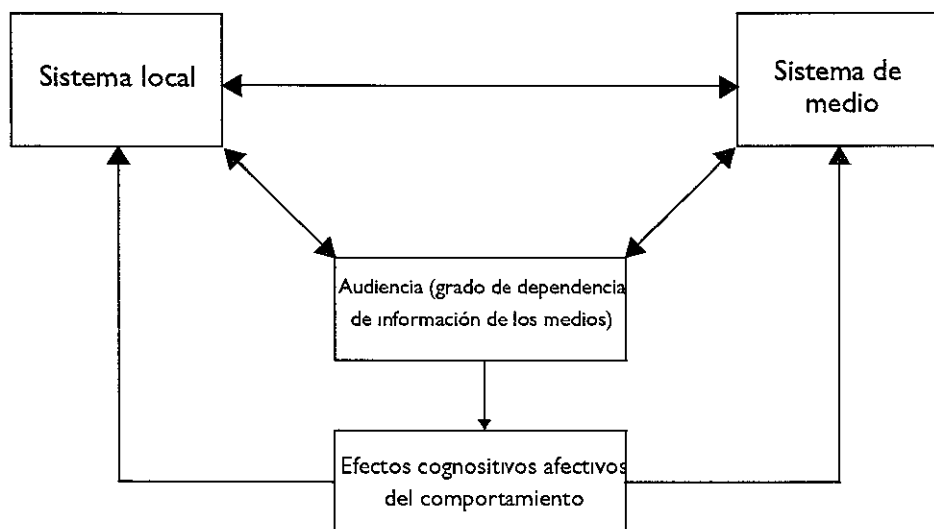 Sistema local
Sistema de
medio
Audiencia (grado de dependencia
de información de los medios)
Efectos cognositivos afectivos
del comportamiento